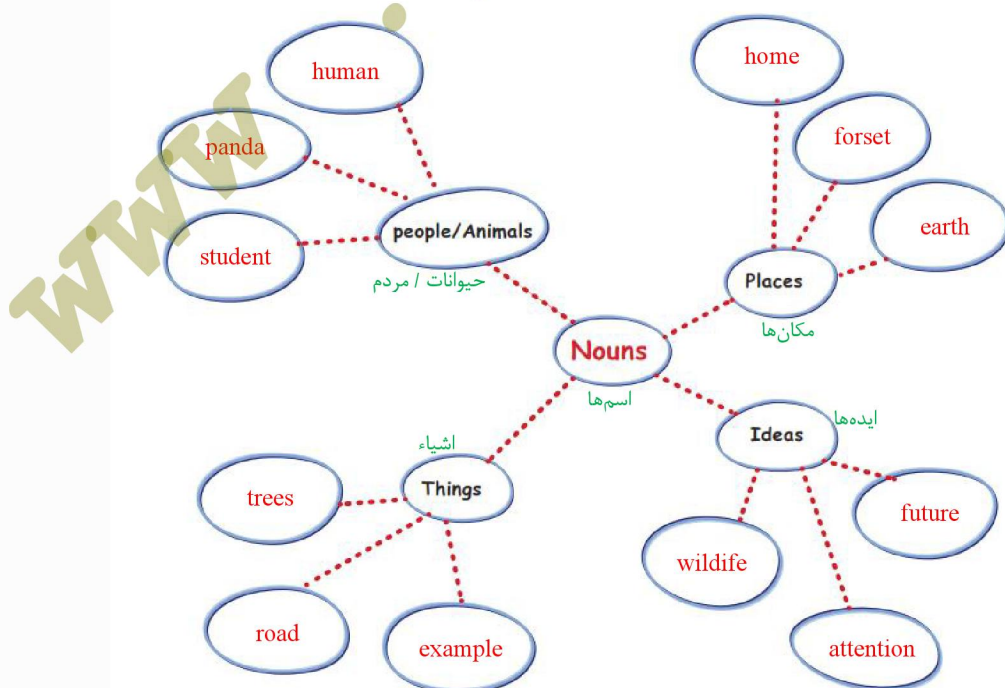 www.
human
panda
student
people/Animals
حیوانات / مردم
home
forset
earth
Places
مکان‌ها
Nouns
اسم‌ها
اشیاء
Things
trees
road
example
ایده‌ها
Ideas
wildife
future
attention